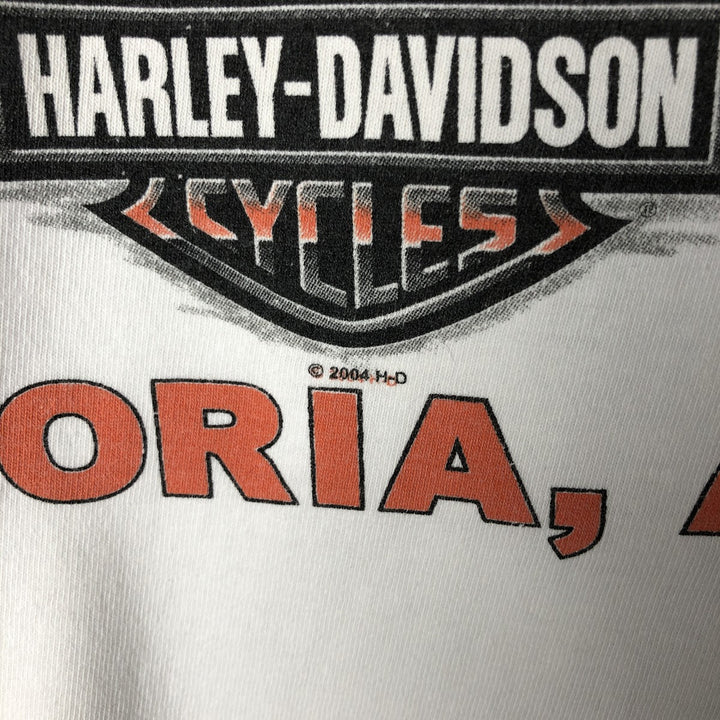 HARLEY-DAVIDSON
CYCLES ®
© 2004 H-D
ORIA, A